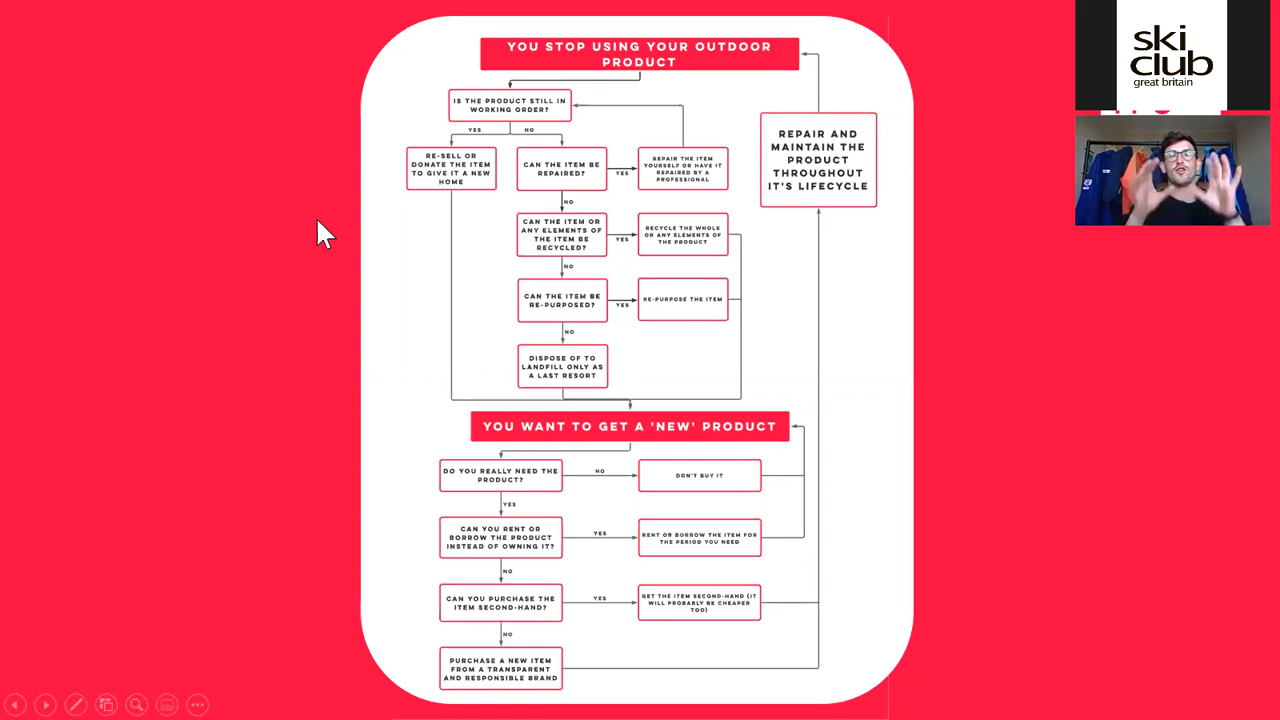 YOU STOP USING YOUR OUTDOOR
PRODUCT
IS THE PRODUCT STILL IN
WORKING ORDER?
YES
NO
RE-SELL OR
DONATE THE ITEM
TO GIVE IT A NEW
HOME
CAN THE ITEM BE
REPAIRED?
YES
REPAIR THE ITEM
YOURSELF OR HAVE IT
REPAIRED BY A
PROFESSIONAL
NO
CAN THE ITEM OR
ANY ELEMENTS OF
THE ITEM BE
RECYCLED?
YES
RECYCLE THE WHOLE
OR ANY ELEMENTS OF
THE PRODUCT
NO
CAN THE ITEM BE
RE-PURPOSED?
YES
RE-PURPOSE THE ITEM
NO
DISPOSE OF TO
LANDFILL ONLY AS
A LAST RESORT
REPAIR AND
MAINTAIN THE
PRODUCT
THROUGHOUT
IT'S LIFECYCLE
YOU WANT TO GET A 'NEW' PRODUCT
DO YOU REALLY NEED THE
PRODUCT?
NO
DON'T BUY IT
YES
CAN YOU RENT OR
BORROW THE PRODUCT
INSTEAD OF OWNING IT?
YES
RENT OR BORROW THE ITEM FOR
THE PERIOD YOU NEED
NO
CAN YOU PURCHASE THE
ITEM SECOND-HAND?
YES
GET THE ITEM SECOND-HAND (IT
WILL PROBABLY BE CHEAPER
TOO)
NO
PURCHASE A NEW ITEM
FROM A TRANSPARENT
AND RESPONSIBLE BRAND
ski
club
great britain